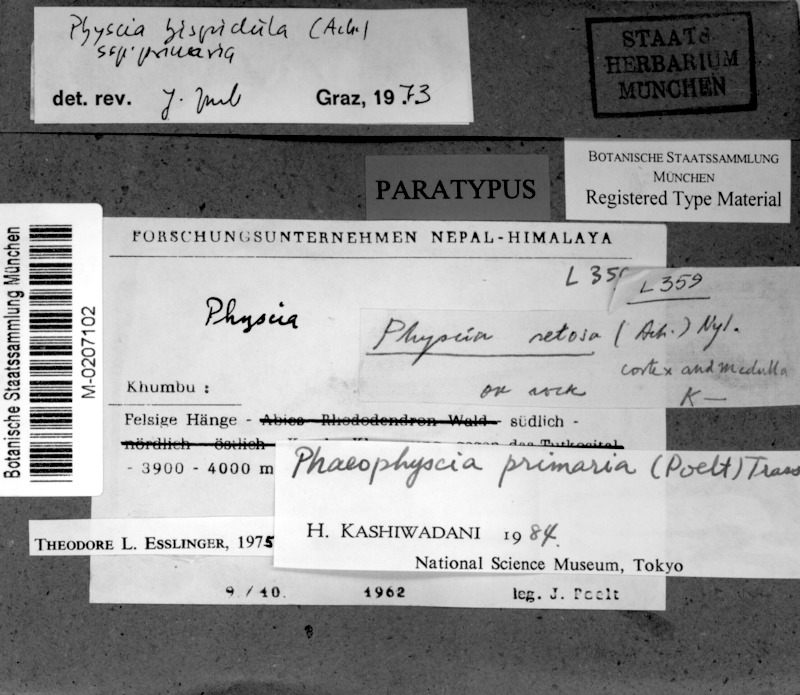 Physcia hispidula (Ach.)
ssp. primaria
det. rev. J. Poelt Graz, 1973
STAATS
HERBARIUM
MÜNCHEN
PARATYPUS
BOTANISCHE STAATSSAMMLUNG
MÜNCHEN
Registered Type Material
Botanische Staatssammlung München
M-0207102
FORSCHUNGSUNTERNEHMEN NEPAL-HIMALAYA
L 35
L 359
Physcia
Physcia setosa (Ach.) Nyl.
cortex and medulla
on rock K-
Khumbu :
Felsige Hänge - Abies Rhododendron Wald - südlich -
nördlich - östlich gegen das
- 3900 - 4000 m
Phaeophyscia primaria (Poelt) Trass
H. KASHIWADANI 1984.
National Science Museum, Tokyo
THEODORE L. ESSLINGER, 1975
9./10. 1962 leg. J. Poelt